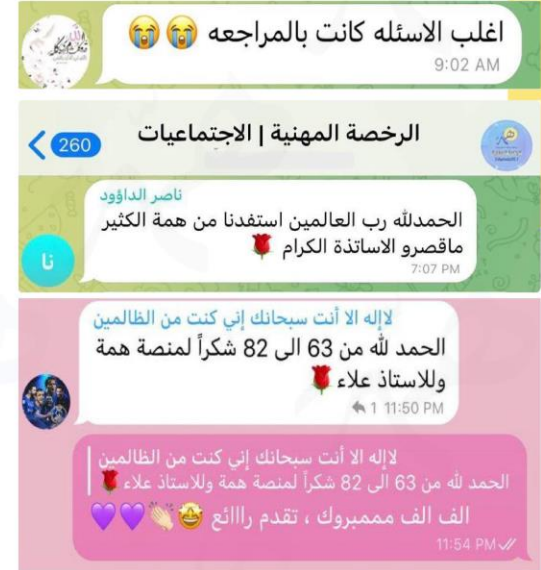 اغلب الاسئله كانت بالمراجعه 😭😭
9:02 AM
260
الرخصة المهنية | الاجتماعيات
ناصر الداؤود
الحمدلله رب العالمين استفدنا من همة الكثير
ماقصرو الاساتذة الكرام 🌹
7:07 PM
نا
لاإله الا أنت سبحانك إني كنت من الظالمين
الحمد لله من 63 الى 82 شكراً لمنصة همة
وللاستاذ علاء 🌹
1 11:50 PM
لاإله الا أنت سبحانك إني كنت من الظالمين
الحمد لله من 63 الى 82 شكراً لمنصة همة وللاستاذ علاء 🌹
الف الف مممبروك ، تقدم رااائع 🤩👏🏻💜💜
11:54 PM